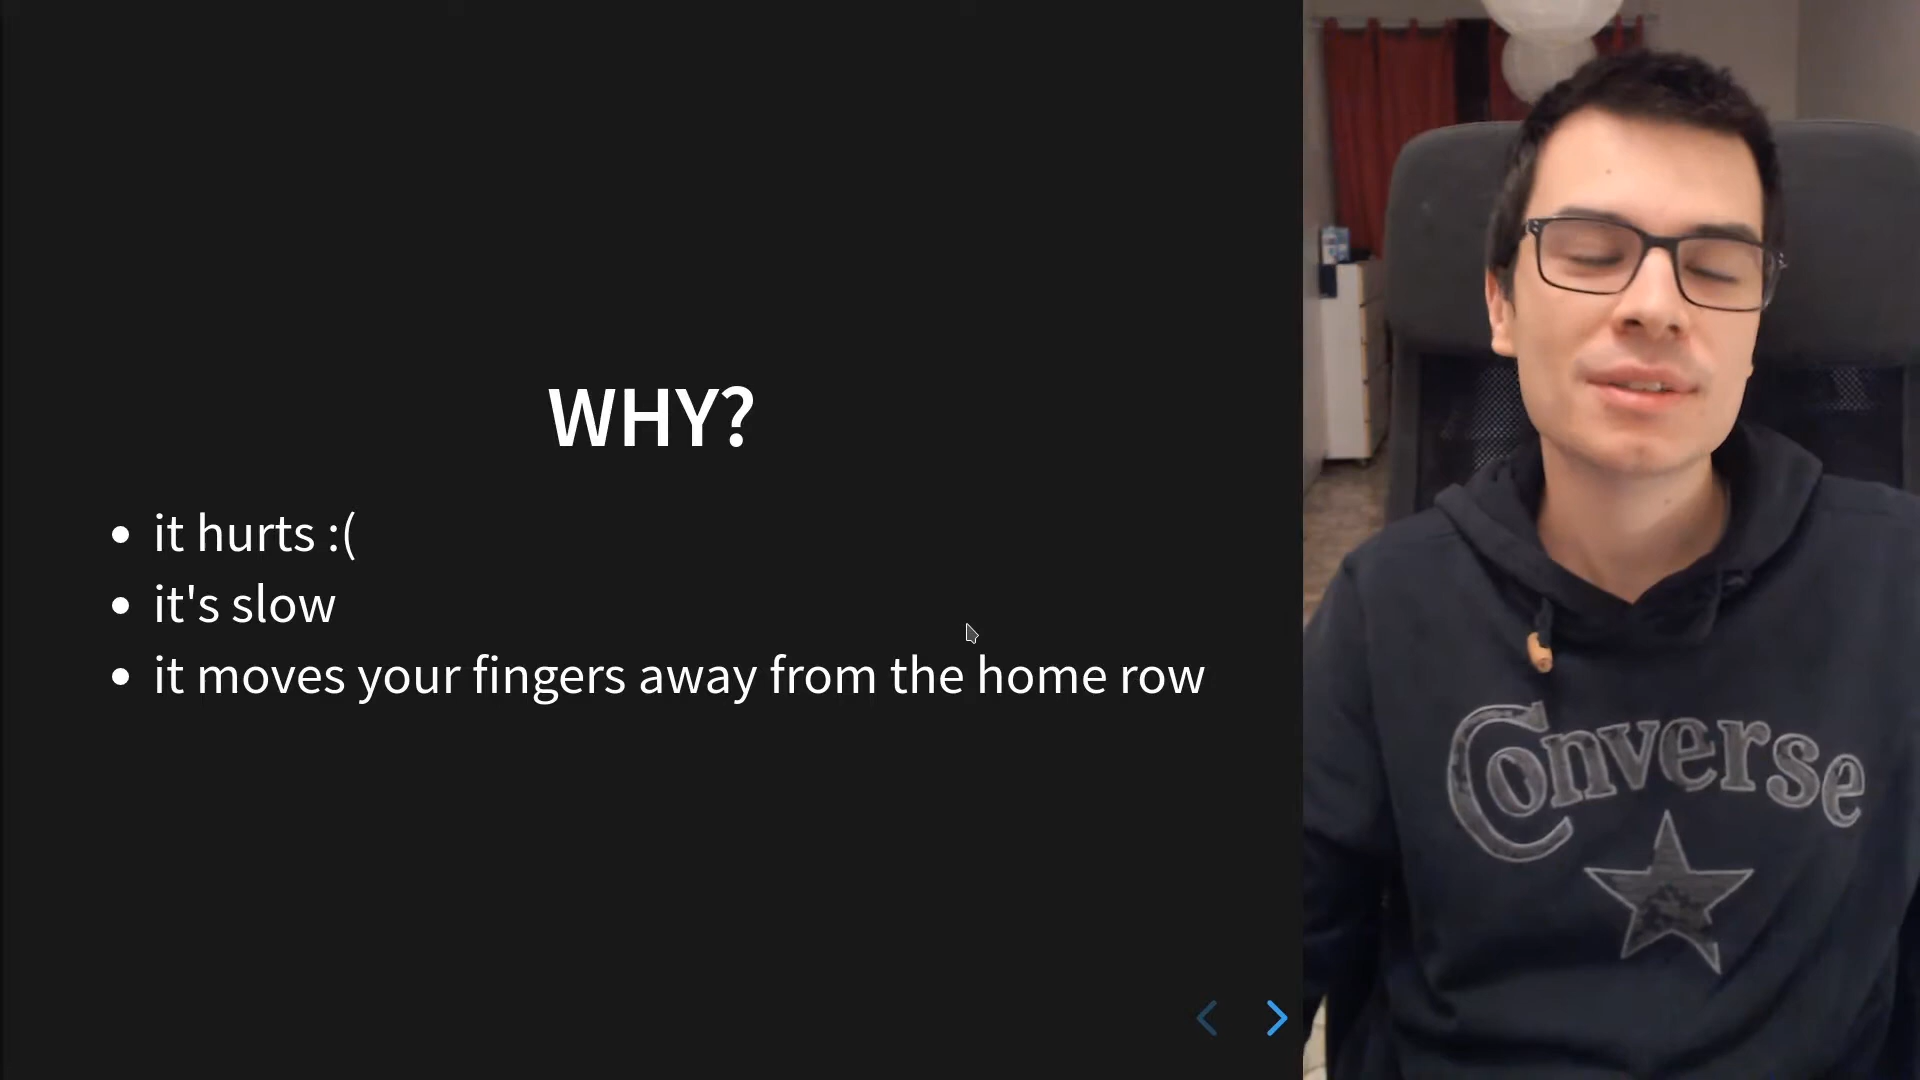 WHY?
it hurts :(
it's slow
it moves your fingers away from the home row
Converse